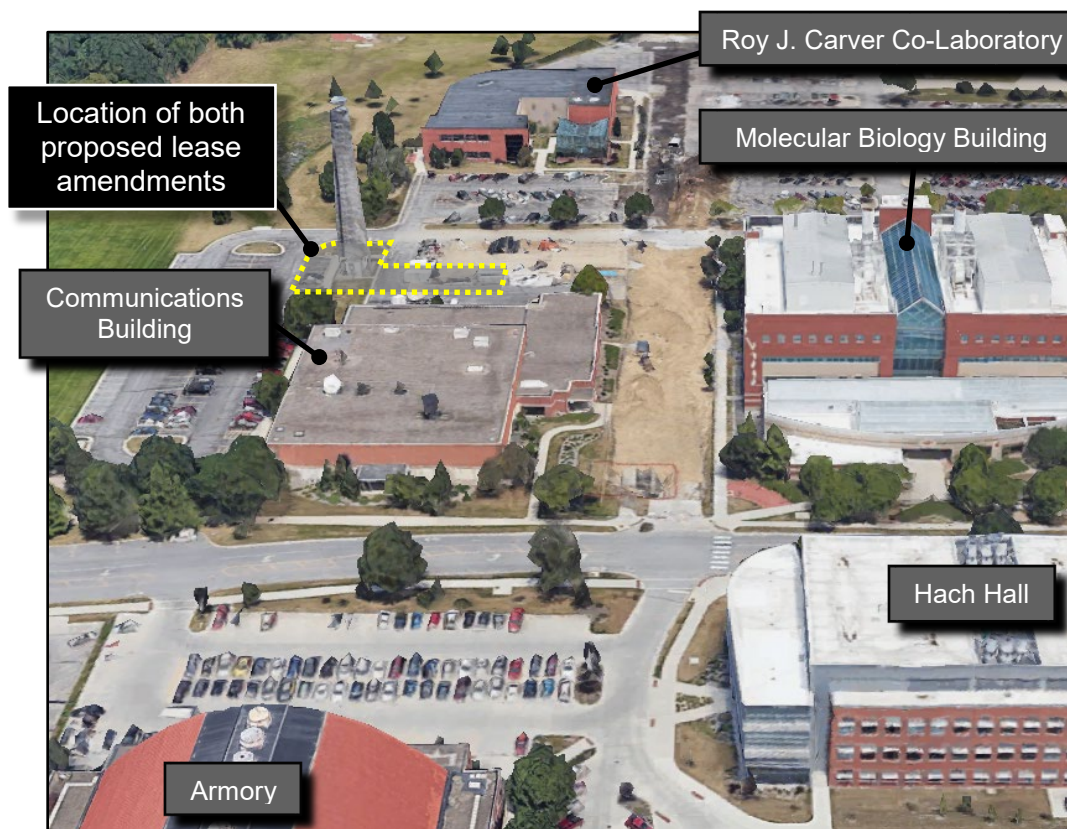 Roy J. Carver Co-Laboratory
Location of both
proposed lease
amendments
Molecular Biology Building
Communications
Building
Hach Hall
Armory